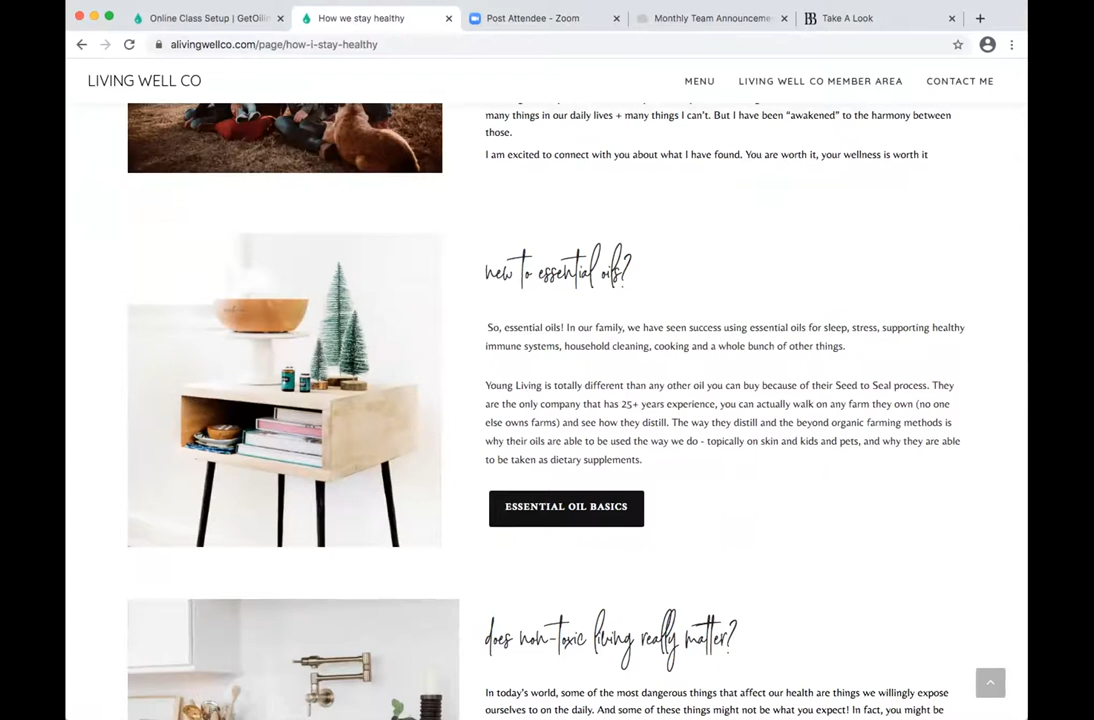 Online Class Setup | GetOilin
How we stay healthy
Post Attendee - Zoom
Monthly Team Announceme
Take A Look
alivingwellco.com/page/how-i-stay-healthy
LIVING WELL CO
MENU
LIVING WELL CO MEMBER AREA
CONTACT ME
many things in our daily lives + many things I can't. But I have been “awakened” to the harmony between
those.
I am excited to connect with you about what I have found. You are worth it, your wellness is worth it
new to essential oils?
So, essential oils! In our family, we have seen success using essential oils for sleep, stress, supporting healthy
immune systems, household cleaning, cooking and a whole bunch of other things.
Young Living is totally different than any other oil you can buy because of their Seed to Seal process. They
are the only company that has 25+ years experience, you can actually walk on any farm they own (no one
else owns farms) and see how they distill. The way they distill and the beyond organic farming methods is
why their oils are able to be used the way we do - topically on skin and kids and pets, and why they are able
to be taken as dietary supplements.
ESSENTIAL OIL BASICS
does non-toxic living really matter?
In today's world, some of the most dangerous things that affect our health are things we willingly expose
ourselves to on the daily. And some of these things might not be what you expect! In fact, you might be